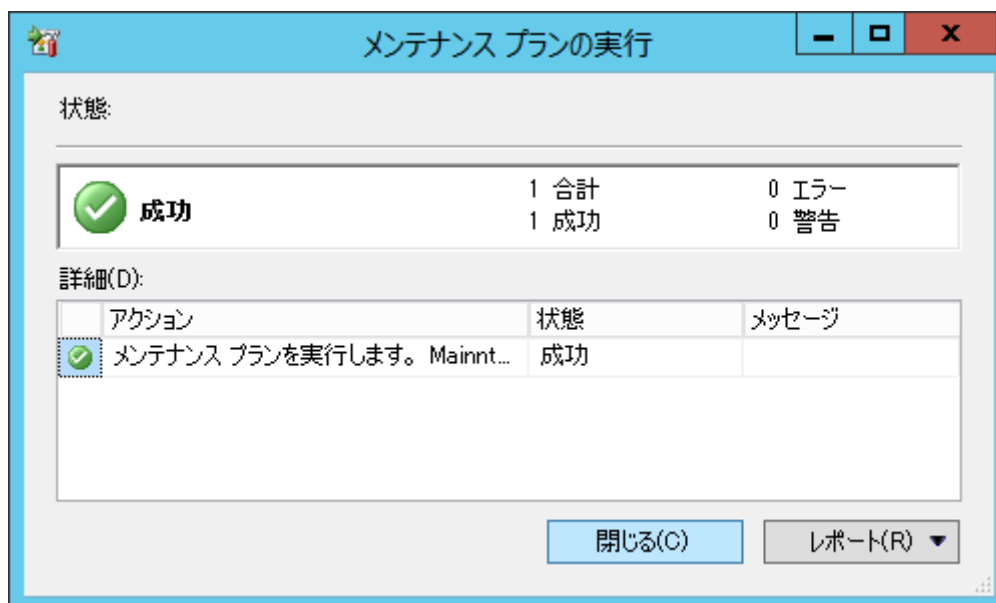 メンテナンス プランの実行
状態:
成功
1 合計
0 エラー
1 成功
0 警告
詳細(D):
アクション 状態 メッセージ
メンテナンス プランを実行します。 Mainnt... 成功
閉じる(C) レポート(R)